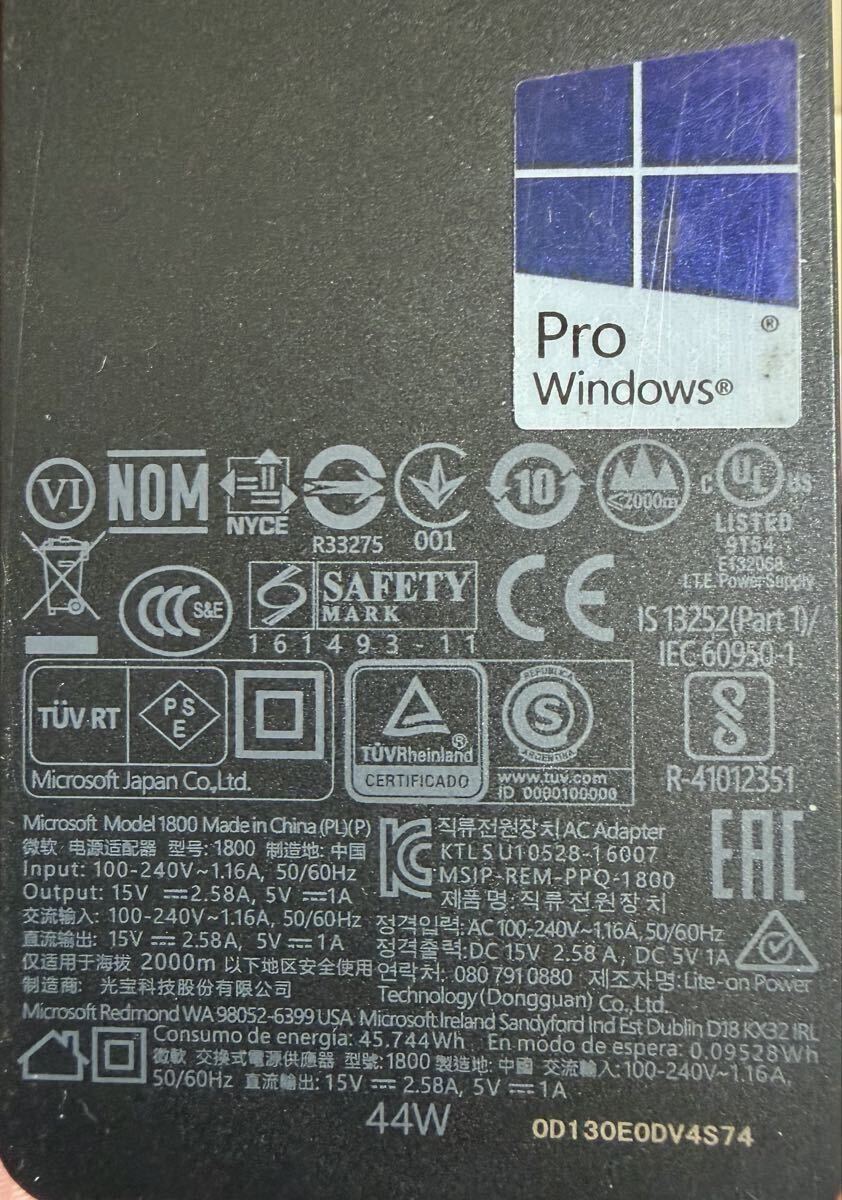 Pro ®
Windows®
VI
NOM
NYCE
R33275
001
10
≤2000m
C UL US
LISTED
9T54
E132068
I.T.E. Power Supply
CCC S&E
SAFETY
MARK
161493-11
CE
IS 13252(Part 1)/
IEC 60950-1
TÜV RT
PS
E
Microsoft Japan Co.,Ltd.
TÜVRheinland®
CERTIFICADO
REPUBLICA
S
ARGENTINA
www.tuv.com
ID 0000100000
R-41012351
Microsoft Model 1800 Made in China (PL)(P)
微软 电源适配器 型号: 1800 制造地: 中国
Input: 100-240V~1.16A, 50/60Hz
Output: 15V ⎓ 2.58A, 5V ⎓ 1A
交流输入: 100-240V~1.16A, 50/60Hz
直流输出: 15V ⎓ 2.58A, 5V ⎓ 1A
仅适用于海拔 2000m 以下地区安全使用
制造商: 光宝科技股份有限公司
KC
직류전원장치 AC Adapter
KTL SU10528-16007
MSIP-REM-PPQ-1800
제품명: 직류전원장치
EAC
정격입력: AC 100-240V~1.16A, 50/60Hz
정격출력: DC 15V 2.58 A, DC 5V 1A
연락처: 080 791 0880 제조자명: Lite-on Power
Technology (Dongguan) Co., Ltd.
Microsoft Redmond WA 98052-6399 USA Microsoft Ireland Sandyford Ind Est Dublin D18 KX32 IRL
Consumo de energía: 45.744Wh En modo de espera: 0.09528Wh
微軟 交換式電源供應器 型號: 1800 製造地: 中國 交流輸入: 100-240V~1.16A,
50/60Hz 直流輸出: 15V ⎓ 2.58A, 5V ⎓ 1A
44W
0D130E0DV4S74